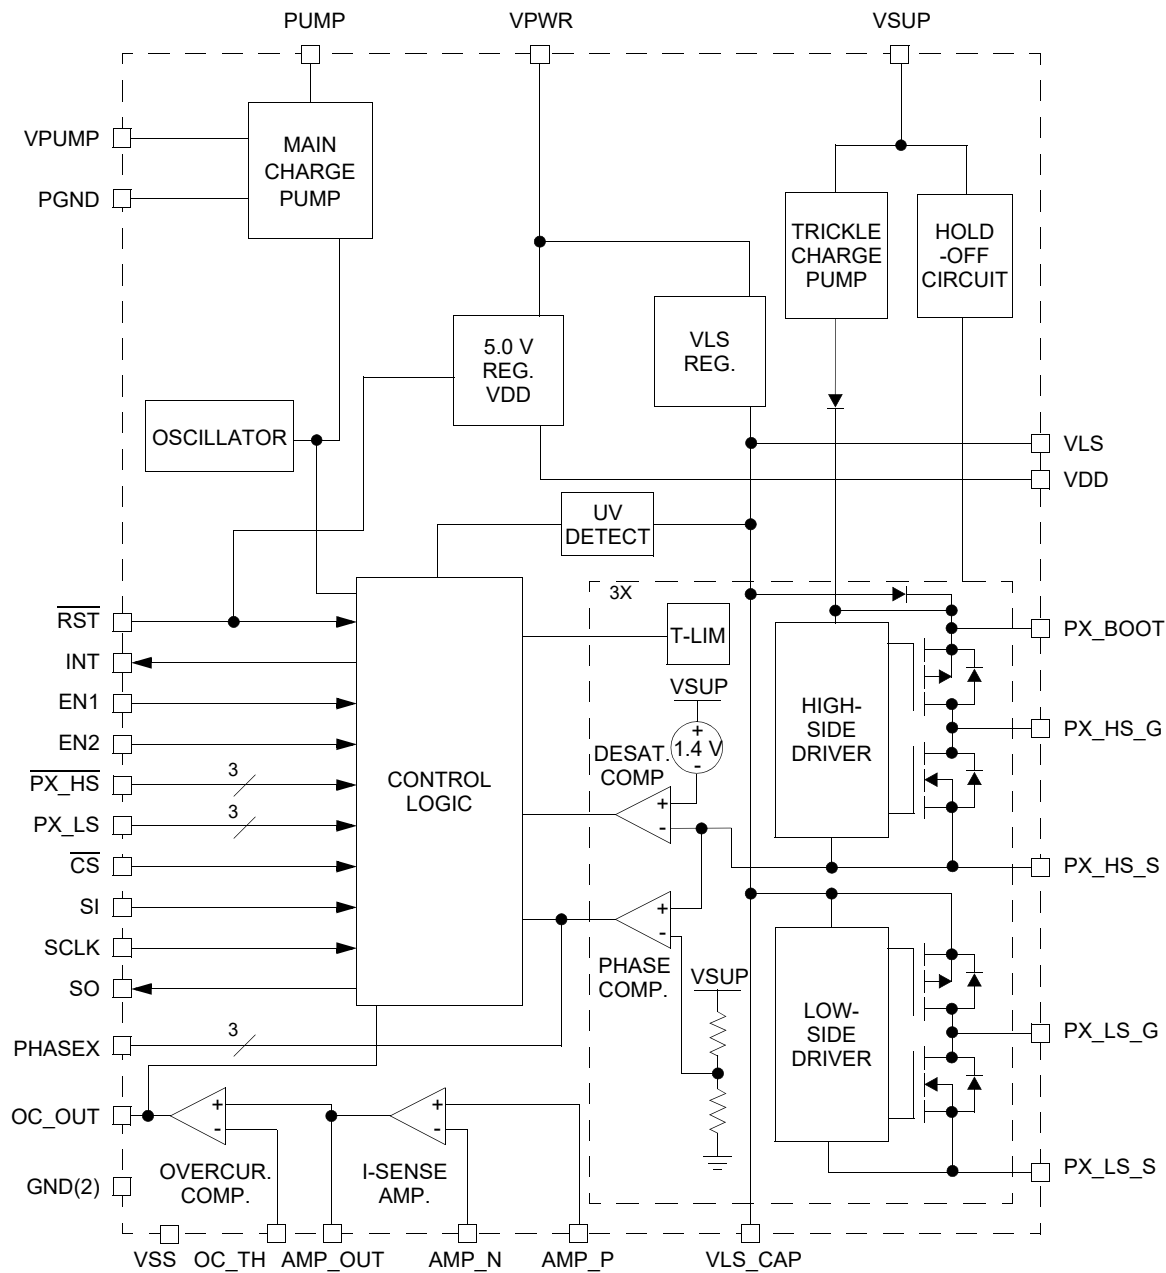 PUMP
VPWR
VSUP
VPUMP
PGND
MAIN
CHARGE
PUMP
TRICKLE
CHARGE
PUMP
HOLD
-OFF
CIRCUIT
5.0 V
REG.
VDD
VLS
REG.
OSCILLATOR
VLS
VDD
UV
DETECT
3X
RST
INT
EN1
EN2
PX_HS
3
PX_LS
3
CS
SI
SCLK
SO
PHASEX
3
OC_OUT
GND(2)
CONTROL
LOGIC
T-LIM
VSUP
+
1.4 V
-
DESAT.
COMP.
+
-
+
-
PHASE
COMP.
VSUP
HIGH-
SIDE
DRIVER
LOW-
SIDE
DRIVER
PX_BOOT
PX_HS_G
PX_HS_S
PX_LS_G
PX_LS_S
+
-
OVERCUR.
COMP.
+
-
I-SENSE
AMP.
VSS
OC_TH
AMP_OUT
AMP_N
AMP_P
VLS_CAP